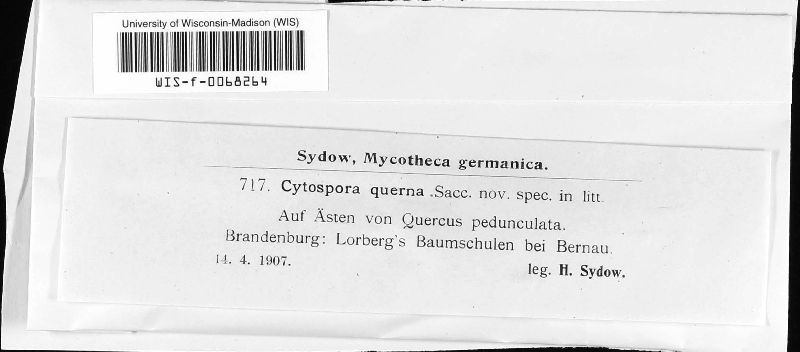 University of Wisconsin-Madison (WIS)
WIS-f-0068264
Sydow, Mycotheca germanica.
717. Cytospora querna Sacc. nov. spec. in litt.
Auf Ästen von Quercus pedunculata.
Brandenburg: Lorberg's Baumschulen bei Bernau.
14. 4. 1907.
leg. H. Sydow.